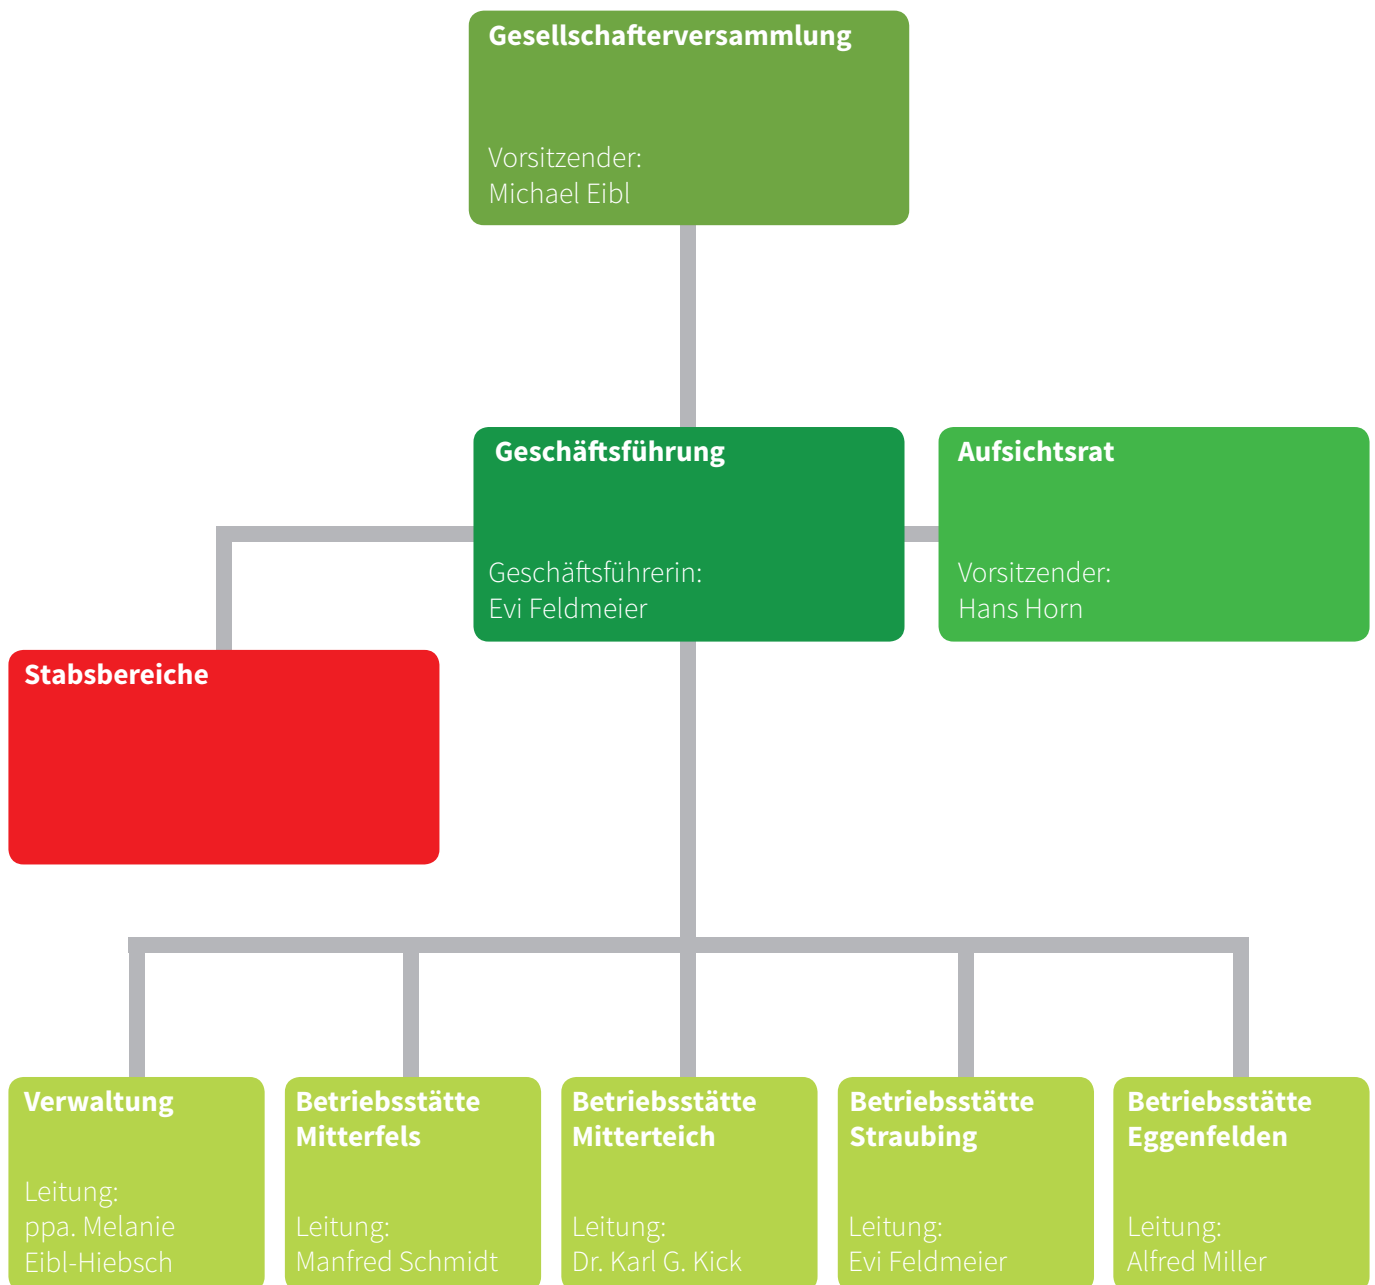 Gesellschafterversammlung
Vorsitzender:
Michael Eibl
Geschäftsführung
Geschäftsführerin:
Evi Feldmeier
Aufsichtsrat
Vorsitzender:
Hans Horn
Stabsbereiche
Verwaltung
Leitung:
ppa. Melanie
Eibl-Hiebsch
Betriebsstätte
Mitterfels
Leitung:
Manfred Schmidt
Betriebsstätte
Mitterteich
Leitung:
Dr. Karl G. Kick
Betriebsstätte
Straubing
Leitung:
Evi Feldmeier
Betriebsstätte
Eggenfelden
Leitung:
Alfred Miller